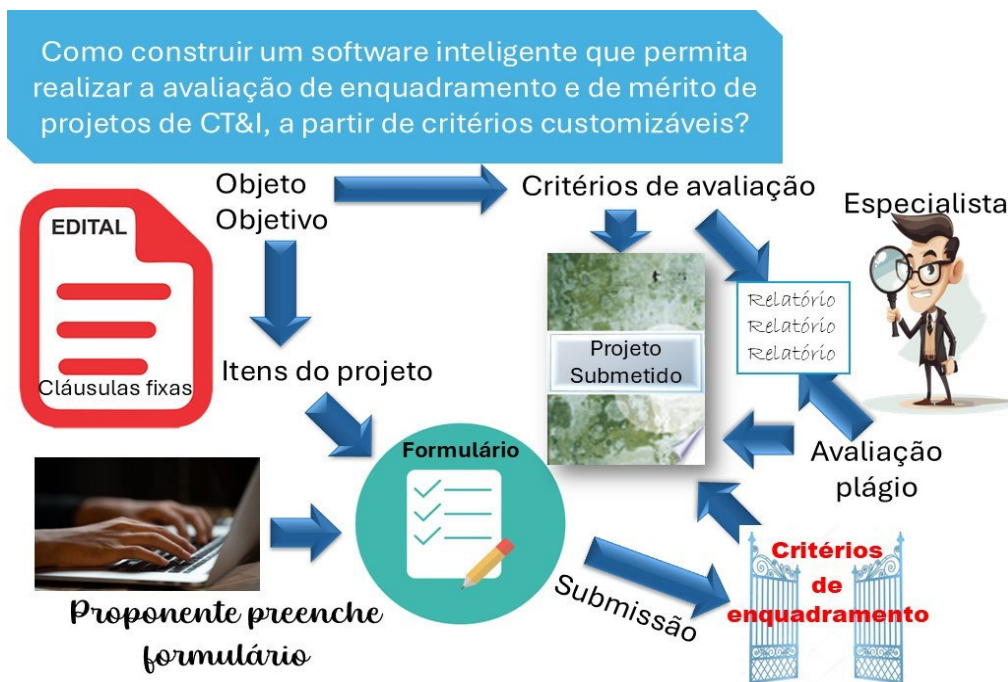 Como construir um software inteligente que permita
realizar a avaliação de enquadramento e de mérito de
projetos de CT&I, a partir de critérios customizáveis?
Objeto
Objetivo
Critérios de avaliação
Especialista
EDITAL
Cláusulas fixas
Relatório
Relatório
Relatório
Projeto
Submetido
Itens do projeto
Formulário
Avaliação
plágio
Proponente preenche
formulário
Submissão
Critérios
de
enquadramento